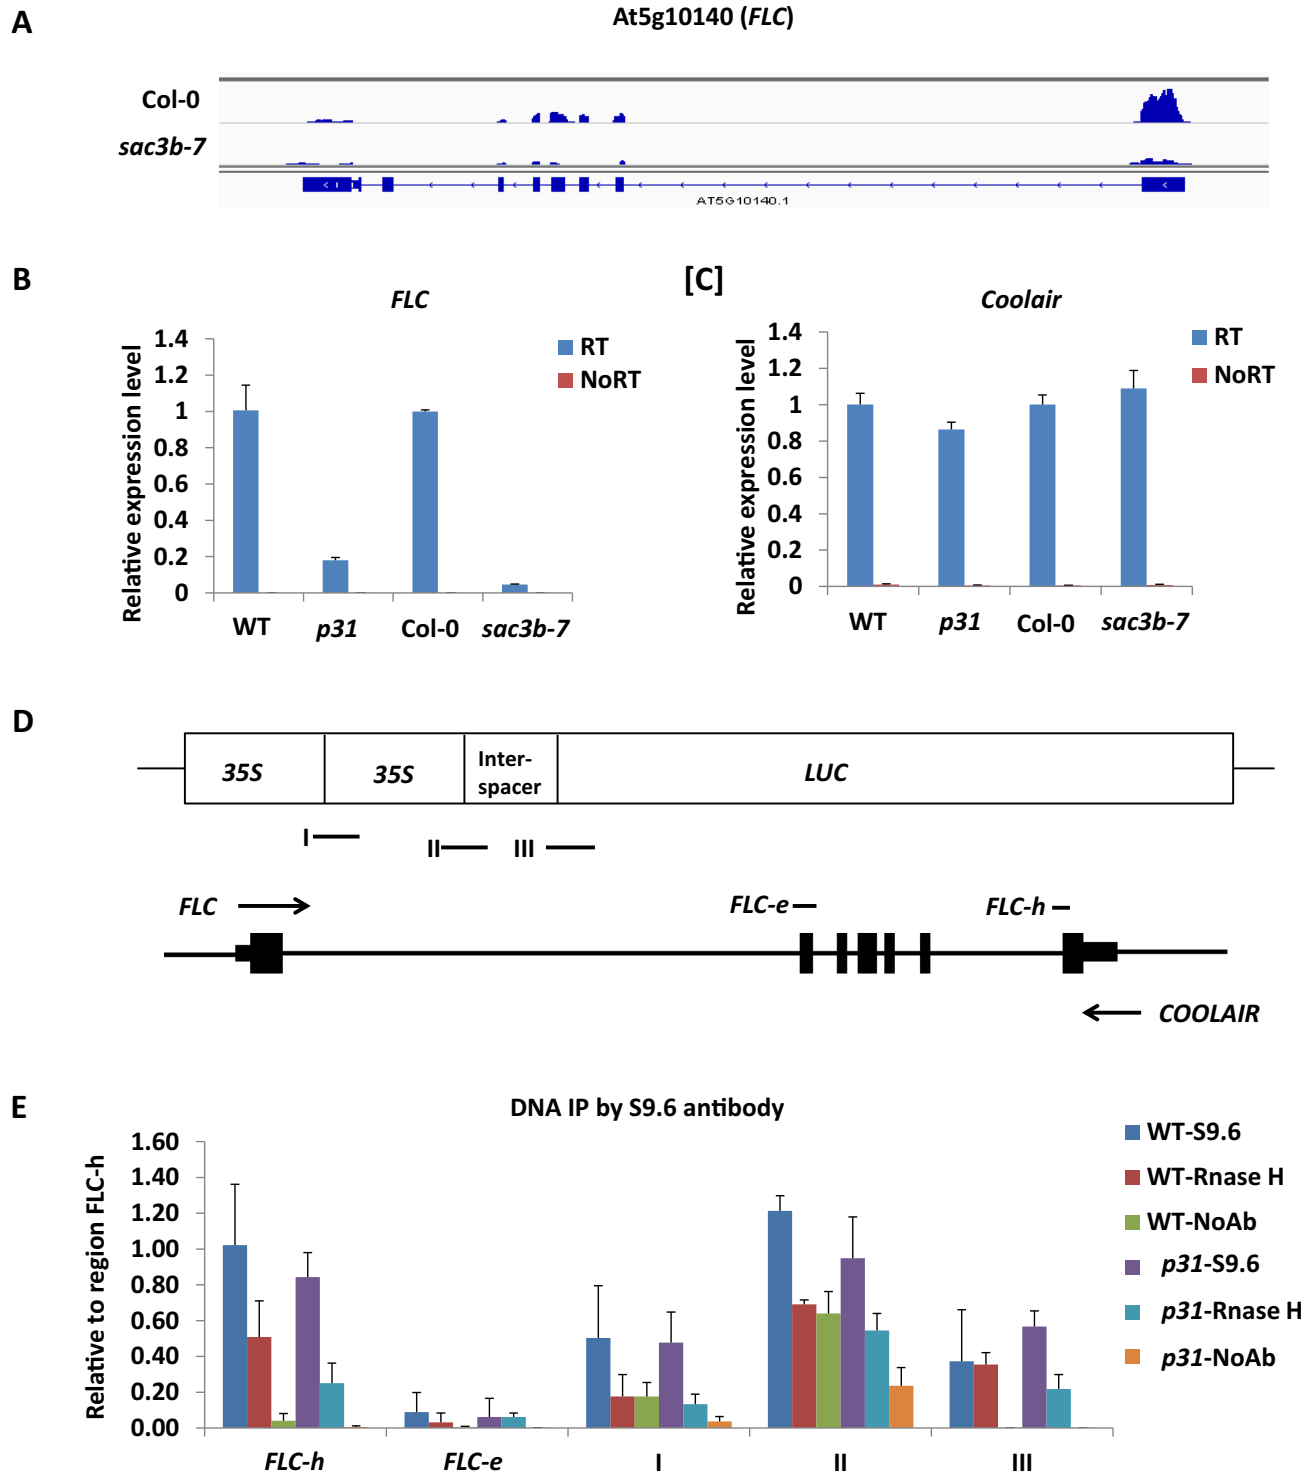 A
At5g10140 (FLC)
Col-0
sac3b-7
AT5G10140.1
B
FLC
Relative expression level
1.4
1.2
1
0.8
0.6
0.4
0.2
0
RT
NoRT
WT
p31
Col-0
sac3b-7
[C]
Coolair
Relative expression level
1.4
1.2
1
0.8
0.6
0.4
0.2
0
RT
NoRT
WT
p31
Col-0
sac3b-7
D
35S
35S
Inter-
spacer
LUC
I
II
III
FLC
FLC-e
FLC-h
COOLAIR
E
DNA IP by S9.6 antibody
Relative to region FLC-h
1.60
1.40
1.20
1.00
0.80
0.60
0.40
0.20
0.00
FLC-h
FLC-e
I
II
III
WT-S9.6
WT-Rnase H
WT-NoAb
p31-S9.6
p31-Rnase H
p31-NoAb